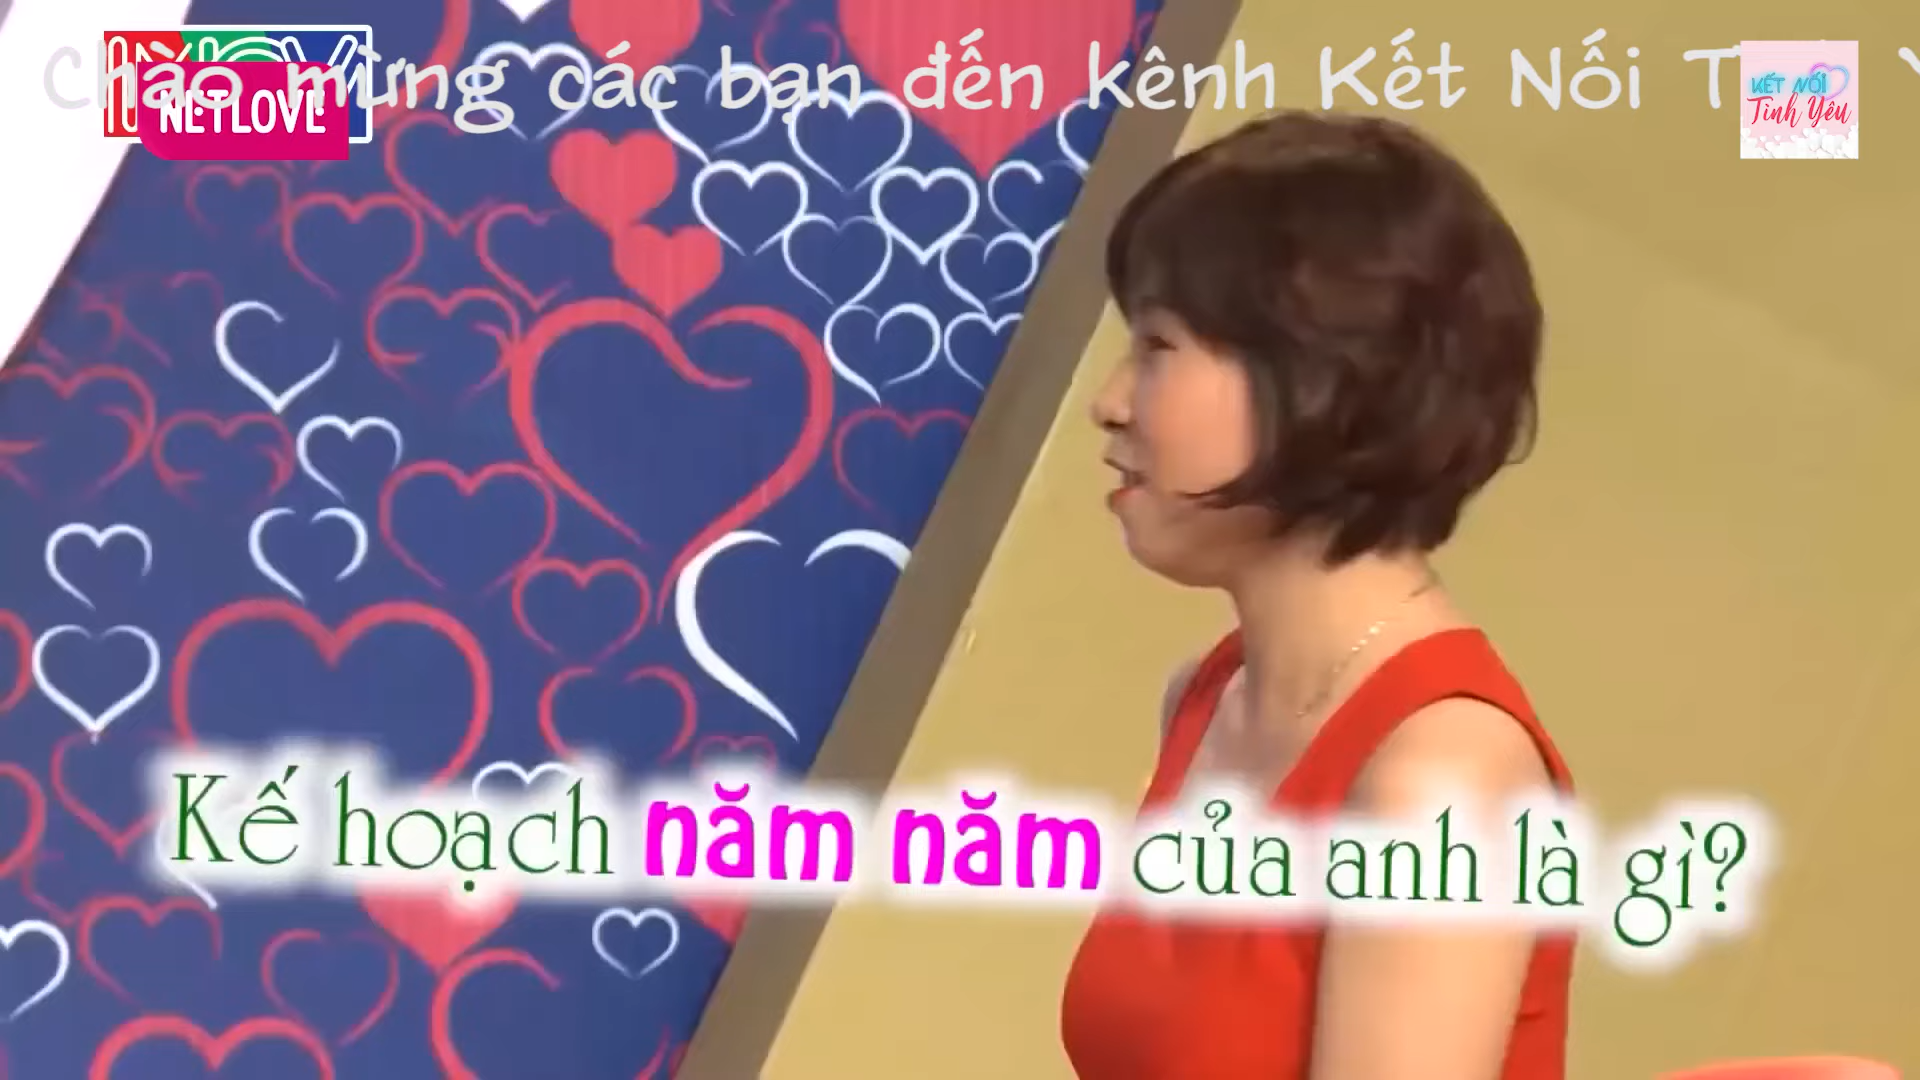 Chào mừng các bạn đến kênh Kết Nối
NETLOVE
KẾT NỐI
Tình Yêu
Kế hoạch năm năm của anh là gì?